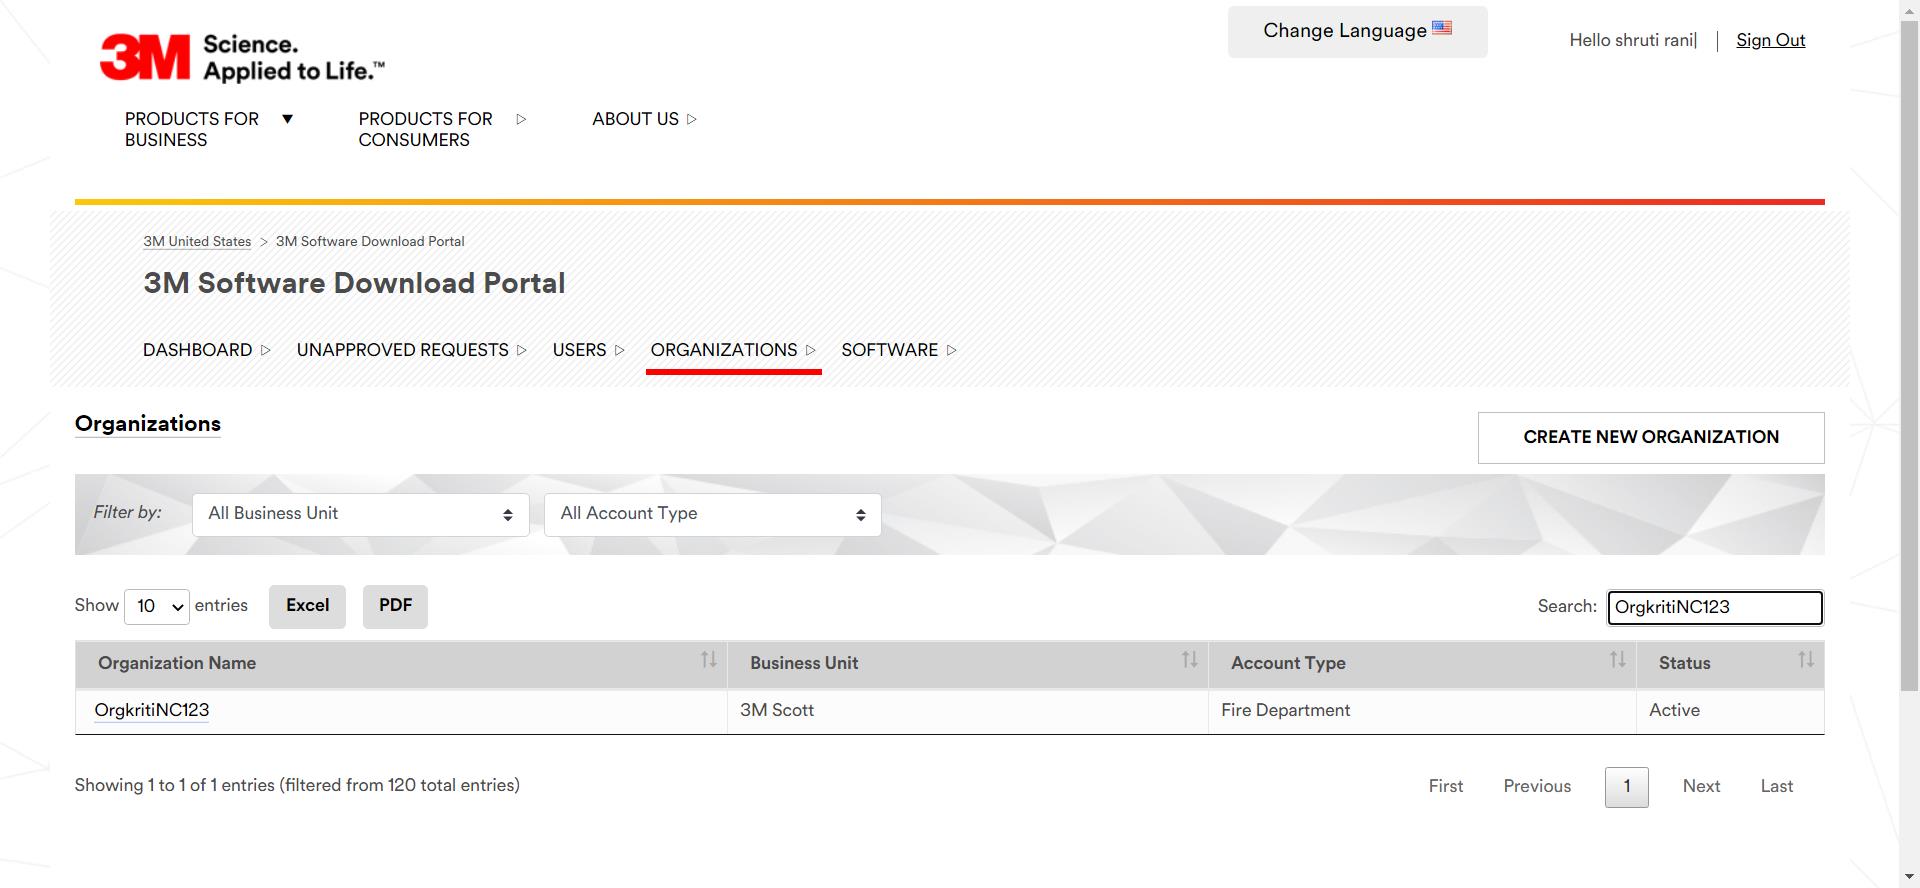 3M Science.
Applied to Life.™
Change Language
Hello shruti rani| | Sign Out
PRODUCTS FOR
BUSINESS
PRODUCTS FOR
CONSUMERS
ABOUT US
3M United States > 3M Software Download Portal
3M Software Download Portal
DASHBOARD UNAPPROVED REQUESTS USERS ORGANIZATIONS SOFTWARE
Organizations
CREATE NEW ORGANIZATION
Filter by: All Business Unit All Account Type
Show 10 entries Excel PDF Search: OrgkritiNC123
Organization Name Business Unit Account Type Status
OrgkritiNC123 3M Scott Fire Department Active
Showing 1 to 1 of 1 entries (filtered from 120 total entries) First Previous 1 Next Last